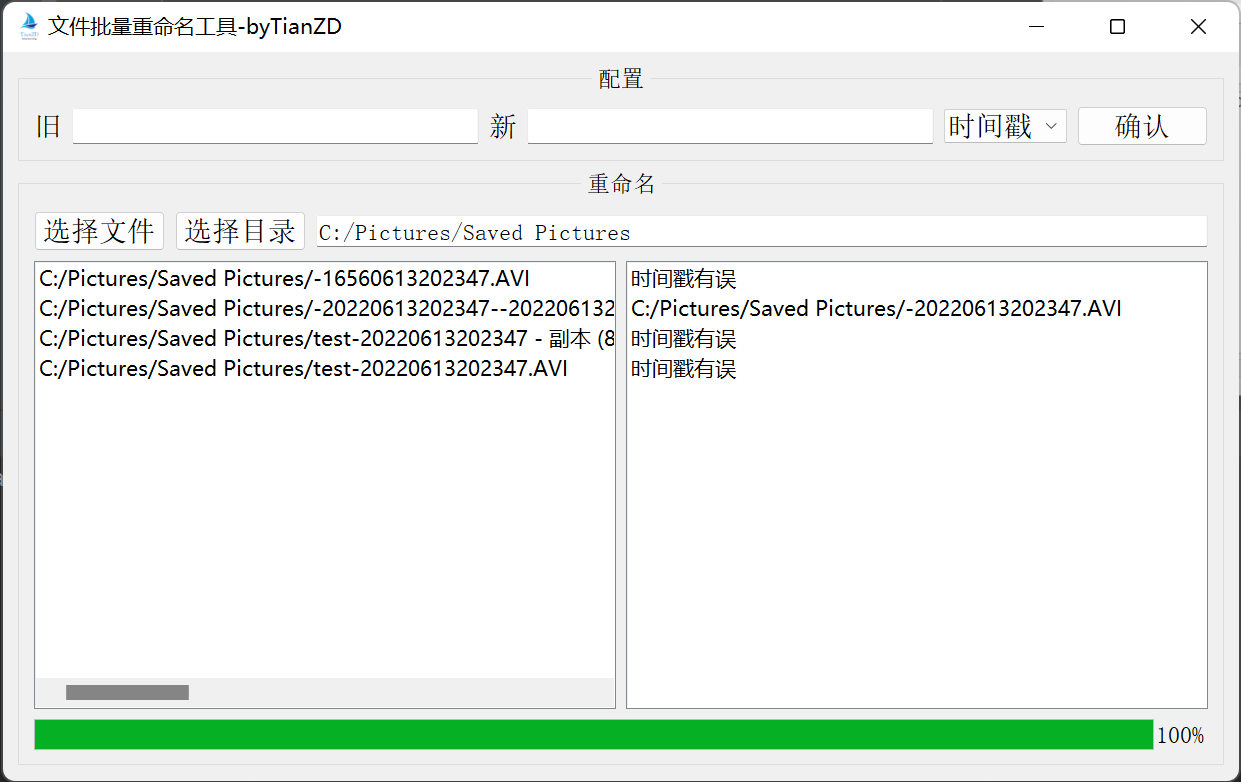 文件批量重命名工具-byTianZD
配置
旧 新 时间戳 确认
重命名
选择文件 选择目录 C:/Pictures/Saved Pictures
C:/Pictures/Saved Pictures/-16560613202347.AVI
C:/Pictures/Saved Pictures/-20220613202347--202206132
C:/Pictures/Saved Pictures/test-20220613202347 - 副本 (8
C:/Pictures/Saved Pictures/test-20220613202347.AVI
时间戳有误
C:/Pictures/Saved Pictures/-20220613202347.AVI
时间戳有误
时间戳有误
100%